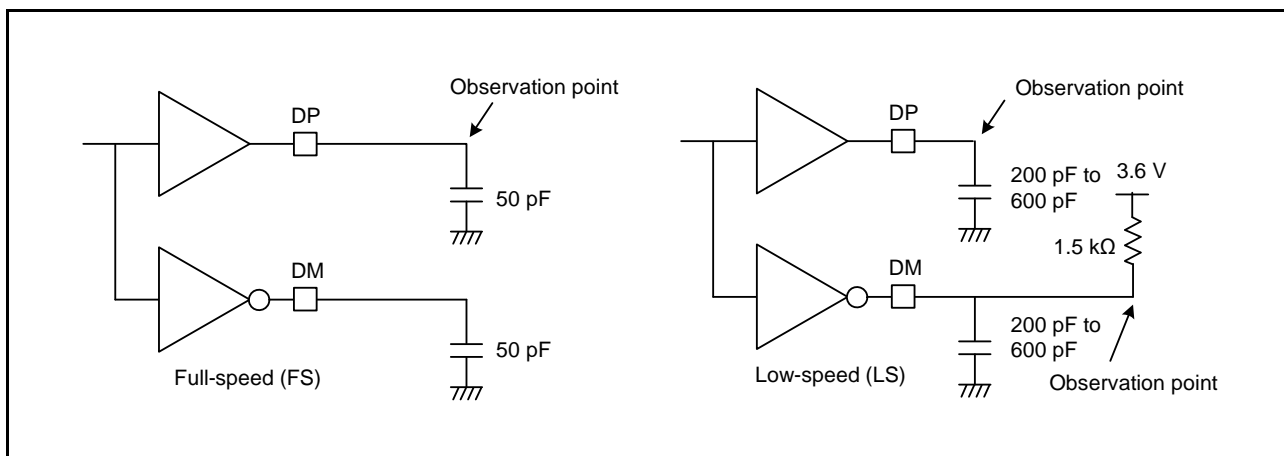 Observation point
DP
50 pF
DM
50 pF
Full-speed (FS)
Observation point
DP
200 pF to
600 pF
3.6 V
1.5 kΩ
DM
200 pF to
600 pF
Low-speed (LS)
Observation point